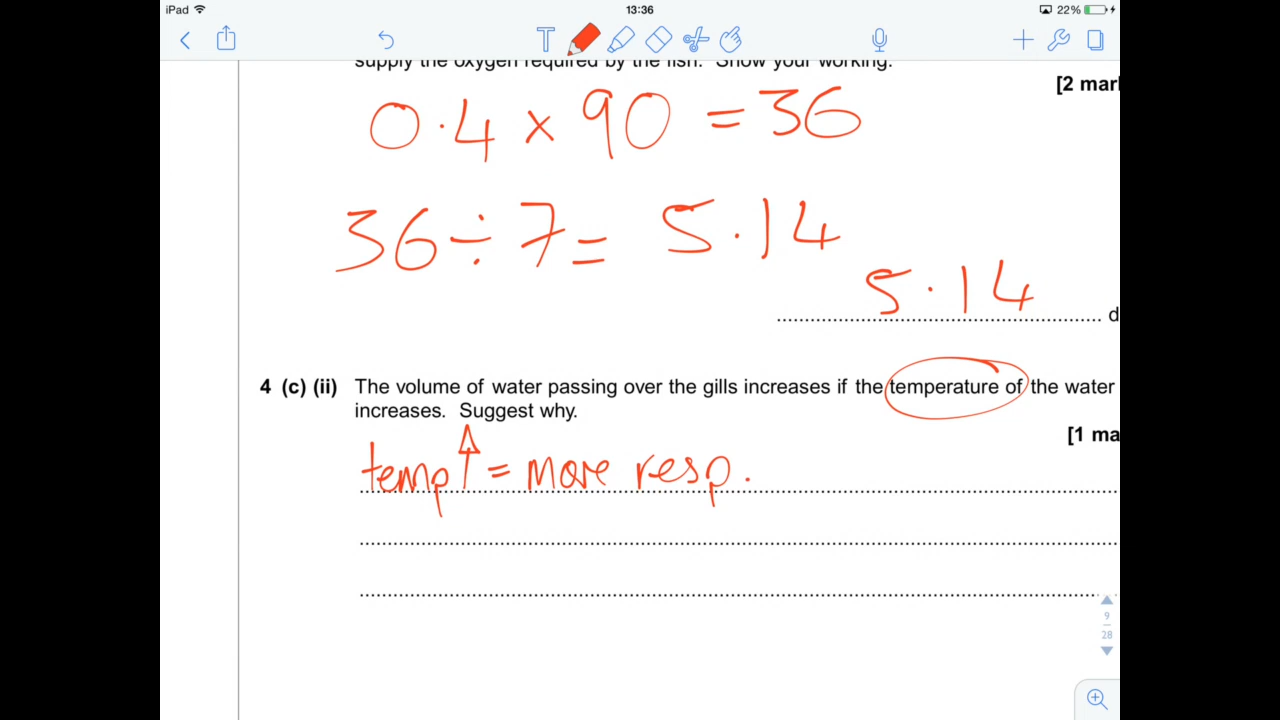 iPad 13:36 22%
T
supply the oxygen required by the fish. Show your working.
[2 mar
0.4 × 90 = 36
36 ÷ 7 = 5.14
5.14
d
4 (c) (ii) The volume of water passing over the gills increases if the temperature of the water
increases. Suggest why.
[1 ma
temp ↑ = more resp.
9
28